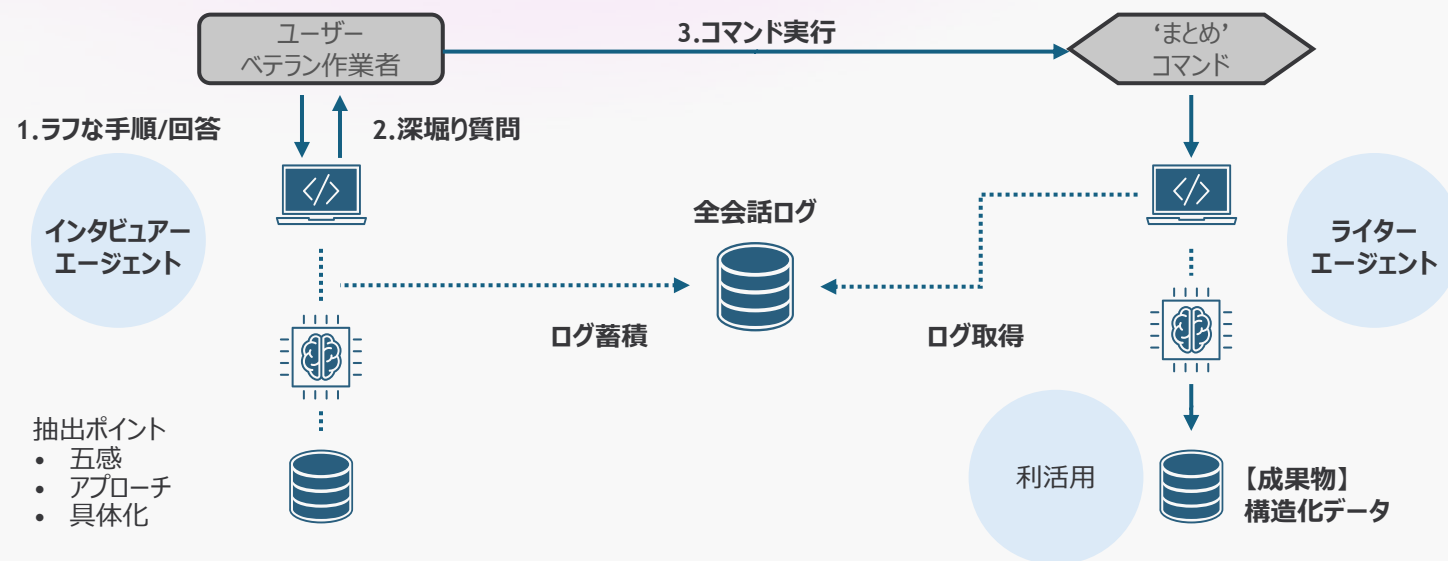 ユーザー
ベテラン作業者
3.コマンド実行
‘まとめ’
コマンド
1.ラフな手順/回答
2.深堀り質問
インタビュアー
エージェント
全会話ログ
ライター
エージェント
ログ蓄積
ログ取得
抽出ポイント
• 五感
• アプローチ
• 具体化
利活用
【成果物】
構造化データ